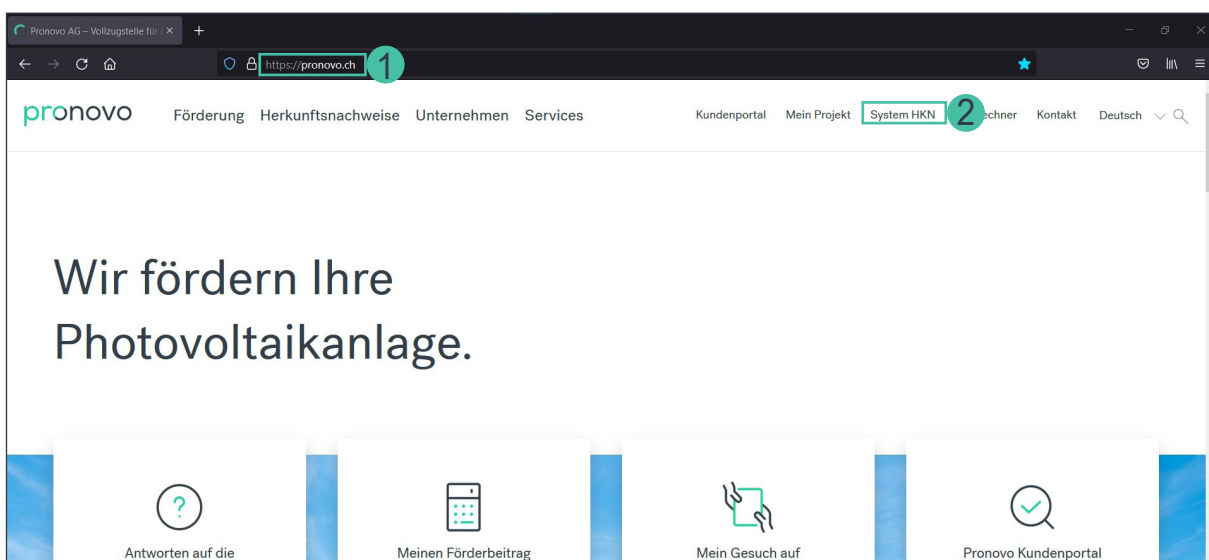 Pronovo AG – Vollzugstelle für
https://pronovo.ch 1
pronovo Förderung Herkunftsnachweise Unternehmen Services Kundenportal Mein Projekt System HKN 2 echner Kontakt Deutsch
Wir fördern Ihre
Photovoltaikanlage.
Antworten auf die Meinen Förderbeitrag Mein Gesuch auf Pronovo Kundenportal